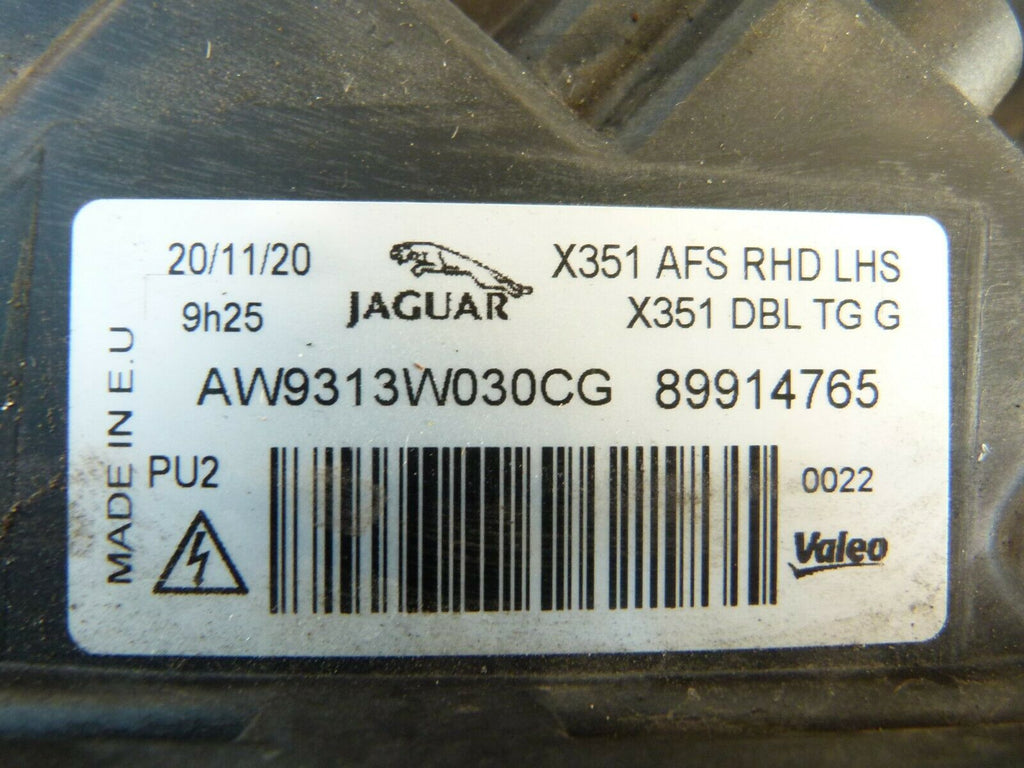 20/11/20
JAGUAR
X351 AFS RHD LHS
9h25
X351 DBL TG G
AW9313W030CG 89914765
MADE IN E.U
PU2
0022
Valeo